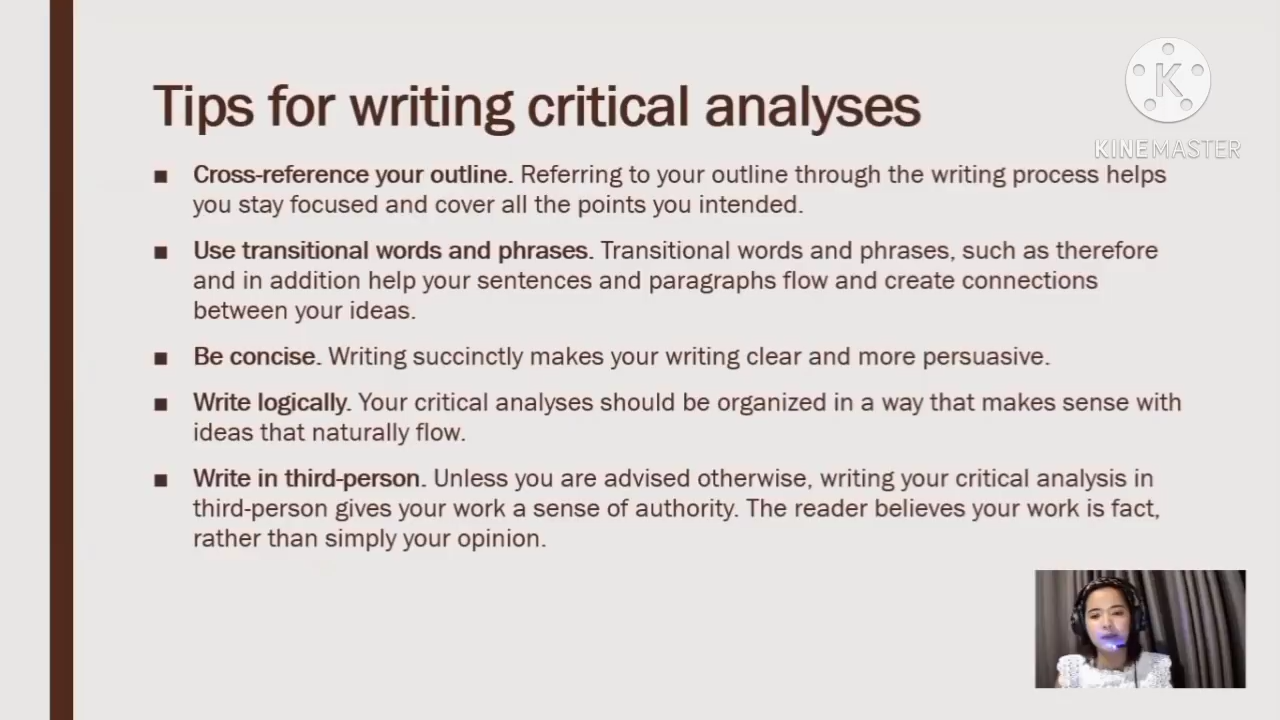 Tips for writing critical analyses
K
KINEMASTER
■ Cross-reference your outline. Referring to your outline through the writing process helps
you stay focused and cover all the points you intended.
■ Use transitional words and phrases. Transitional words and phrases, such as therefore
and in addition help your sentences and paragraphs flow and create connections
between your ideas.
■ Be concise. Writing succinctly makes your writing clear and more persuasive.
■ Write logically. Your critical analyses should be organized in a way that makes sense with
ideas that naturally flow.
■ Write in third-person. Unless you are advised otherwise, writing your critical analysis in
third-person gives your work a sense of authority. The reader believes your work is fact,
rather than simply your opinion.